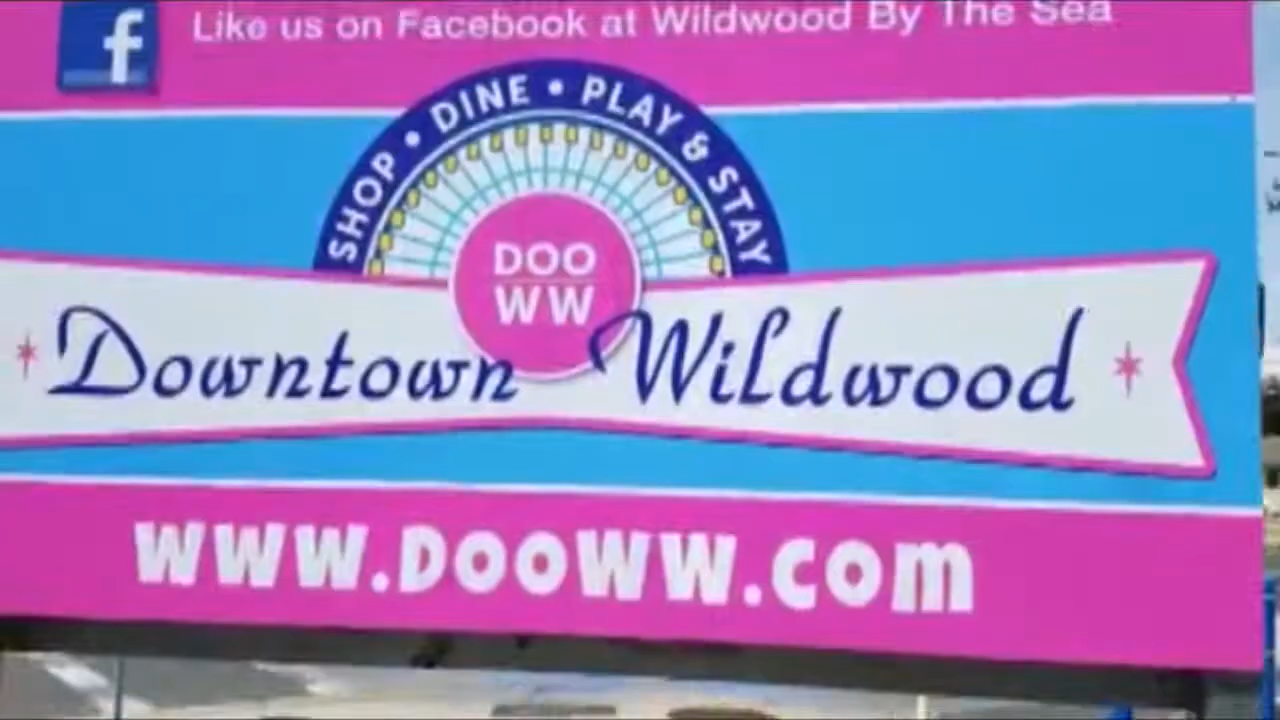 f
Like us on Facebook at Wildwood By The Sea
SHOP • DINE • PLAY & STAY
DOO
WW
Downtown Wildwood
www.DooWW.com